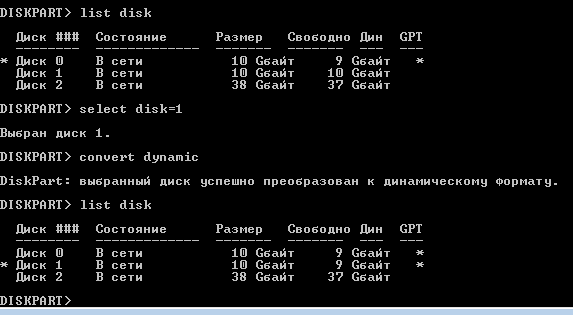 DISKPART> list disk
Диск ### Состояние Размер Свободно Дин GPT
-------- ------------- ------- ------- --- ---
* Диск 0 В сети 10 Gбайт 9 Gбайт *
Диск 1 В сети 10 Gбайт 10 Gбайт
Диск 2 В сети 38 Gбайт 37 Gбайт
DISKPART> select disk=1
Выбран диск 1.
DISKPART> convert dynamic
DiskPart: выбранный диск успешно преобразован к динамическому формату.
DISKPART> list disk
Диск ### Состояние Размер Свободно Дин GPT
-------- ------------- ------- ------- --- ---
Диск 0 В сети 10 Gбайт 9 Gбайт *
* Диск 1 В сети 10 Gбайт 9 Gбайт *
Диск 2 В сети 38 Gбайт 37 Gбайт
DISKPART>